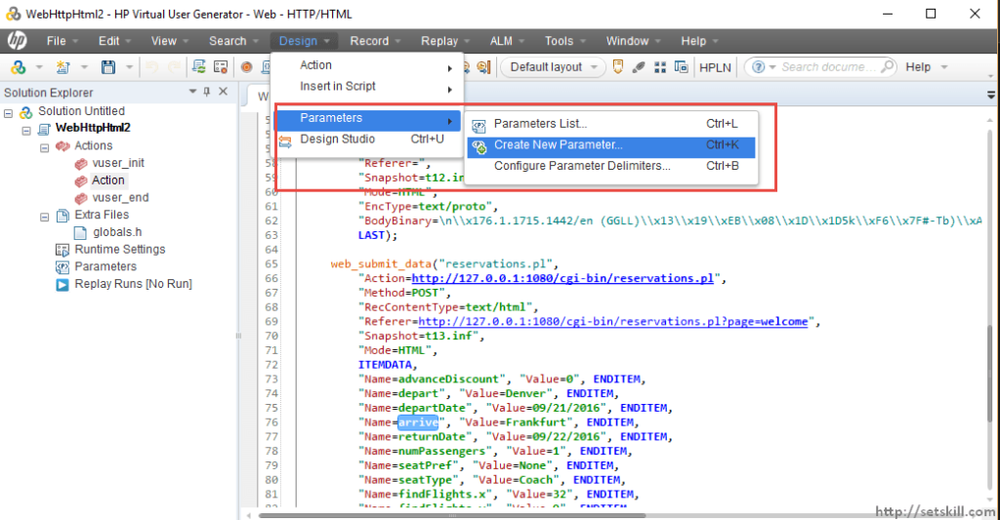 WebHttpHtml2 - HP Virtual User Generator - Web - HTTP/HTML
hp File Edit View Search Design Record Replay ALM Tools Window Help
Default layout HPLN Search docume... Help
Solution Explorer
Solution Untitled
WebHttpHtml2
Actions
vuser_init
Action
vuser_end
Extra Files
globals.h
Runtime Settings
Parameters
Replay Runs [No Run]
Action
Insert in Script
Parameters
Design Studio Ctrl+U
Parameters List... Ctrl+L
Create New Parameter... Ctrl+K
Configure Parameter Delimiters... Ctrl+B
58 "Referer=",
59 "Snapshot=t12.in
60 "Mode=HTML",
61 "EncType=text/proto",
62 "BodyBinary=\n\\x176.1.1715.1442/en (GGLL)\\x13\\x19\\xEB\\x08\\x1D\\x1D5k\\xF6\\x7F#-Tb)\\xA
63 LAST);
64
65 web_submit_data("reservations.pl",
66 "Action=http://127.0.0.1:1080/cgi-bin/reservations.pl",
67 "Method=POST",
68 "RecContentType=text/html",
69 "Referer=http://127.0.0.1:1080/cgi-bin/reservations.pl?page=welcome",
70 "Snapshot=t13.inf",
71 "Mode=HTML",
72 ITEMDATA,
73 "Name=advanceDiscount", "Value=0", ENDITEM,
74 "Name=depart", "Value=Denver", ENDITEM,
75 "Name=departDate", "Value=09/21/2016", ENDITEM,
76 "Name=arrive", "Value=Frankfurt", ENDITEM,
77 "Name=returnDate", "Value=09/22/2016", ENDITEM,
78 "Name=numPassengers", "Value=1", ENDITEM,
79 "Name=seatPref", "Value=None", ENDITEM,
80 "Name=seatType", "Value=Coach", ENDITEM,
81 "Name=findFlights.x", "Value=32", ENDITEM,
http://setskill.com